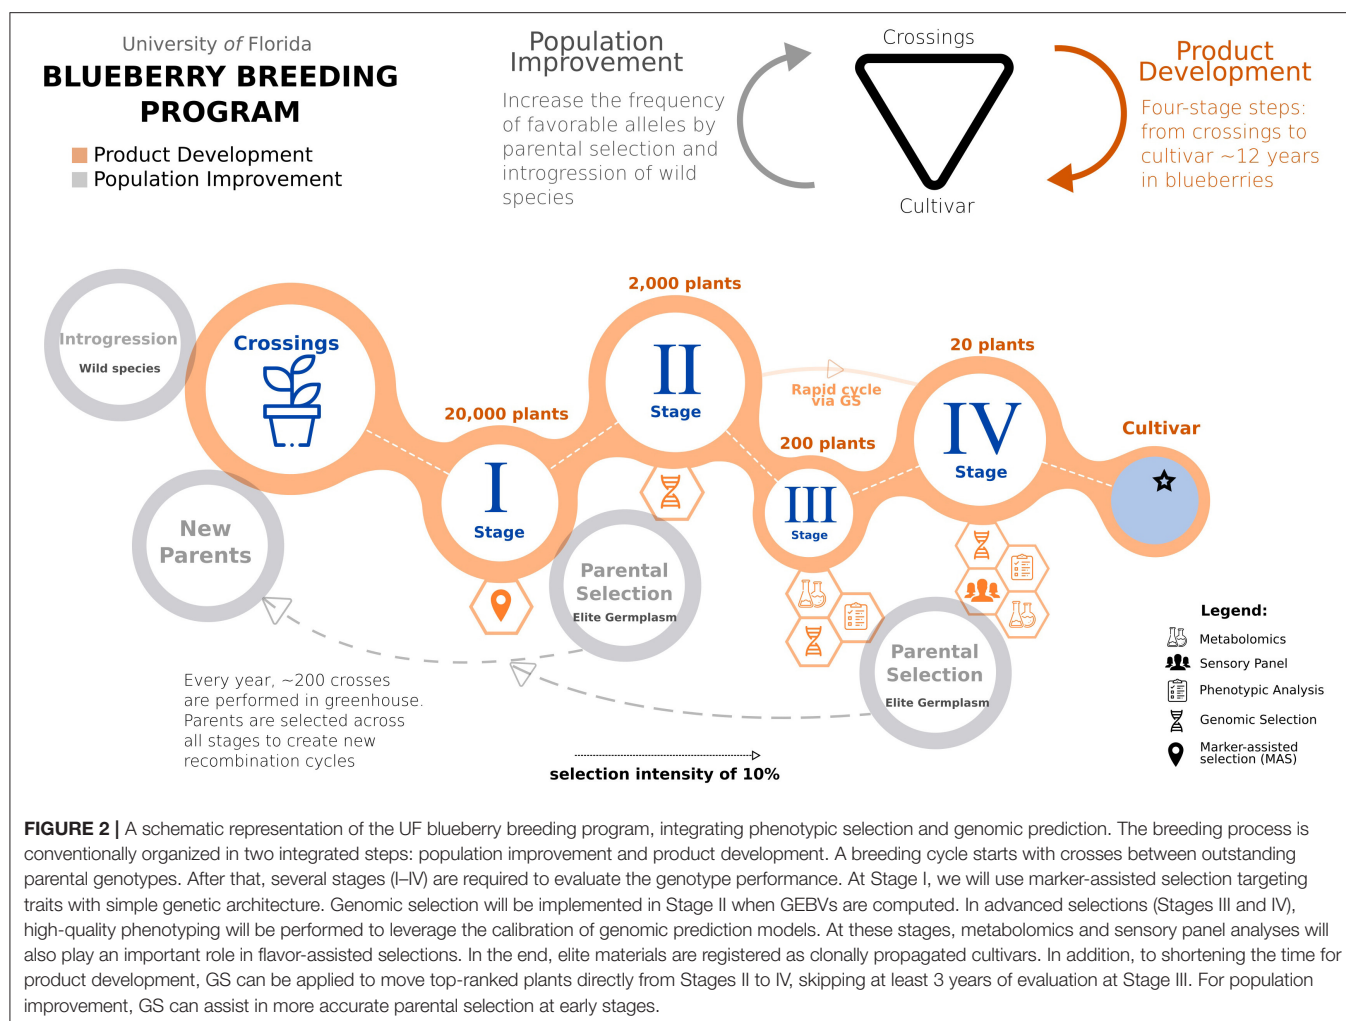 University of Florida
BLUEBERRY BREEDING
PROGRAM
Product Development
Population Improvement
Population
Improvement
Increase the frequency
of favorable alleles by
parental selection and
introgression of wild
species
Crossings
Cultivar
Product
Development
Four-stage steps:
from crossings to
cultivar ~12 years
in blueberries
Introgression
Wild species
Crossings
New
Parents
20,000 plants
I
Stage
2,000 plants
II
Stage
Rapid cycle
via GS
200 plants
III
Stage
20 plants
IV
Stage
Cultivar
Parental
Selection
Elite Germplasm
Parental
Selection
Elite Germplasm
Every year, ~200 crosses
are performed in greenhouse.
Parents are selected across
all stages to create new
recombination cycles
selection intensity of 10%
Legend:
Metabolomics
Sensory Panel
Phenotypic Analysis
Genomic Selection
Marker-assisted
selection (MAS)
FIGURE 2 | A schematic representation of the UF blueberry breeding program, integrating phenotypic selection and genomic prediction. The breeding process is
conventionally organized in two integrated steps: population improvement and product development. A breeding cycle starts with crosses between outstanding
parental genotypes. After that, several stages (I–IV) are required to evaluate the genotype performance. At Stage I, we will use marker-assisted selection targeting
traits with simple genetic architecture. Genomic selection will be implemented in Stage II when GEBVs are computed. In advanced selections (Stages III and IV),
high-quality phenotyping will be performed to leverage the calibration of genomic prediction models. At these stages, metabolomics and sensory panel analyses will
also play an important role in flavor-assisted selections. In the end, elite materials are registered as clonally propagated cultivars. In addition, to shortening the time for
product development, GS can be applied to move top-ranked plants directly from Stages II to IV, skipping at least 3 years of evaluation at Stage III. For population
improvement, GS can assist in more accurate parental selection at early stages.